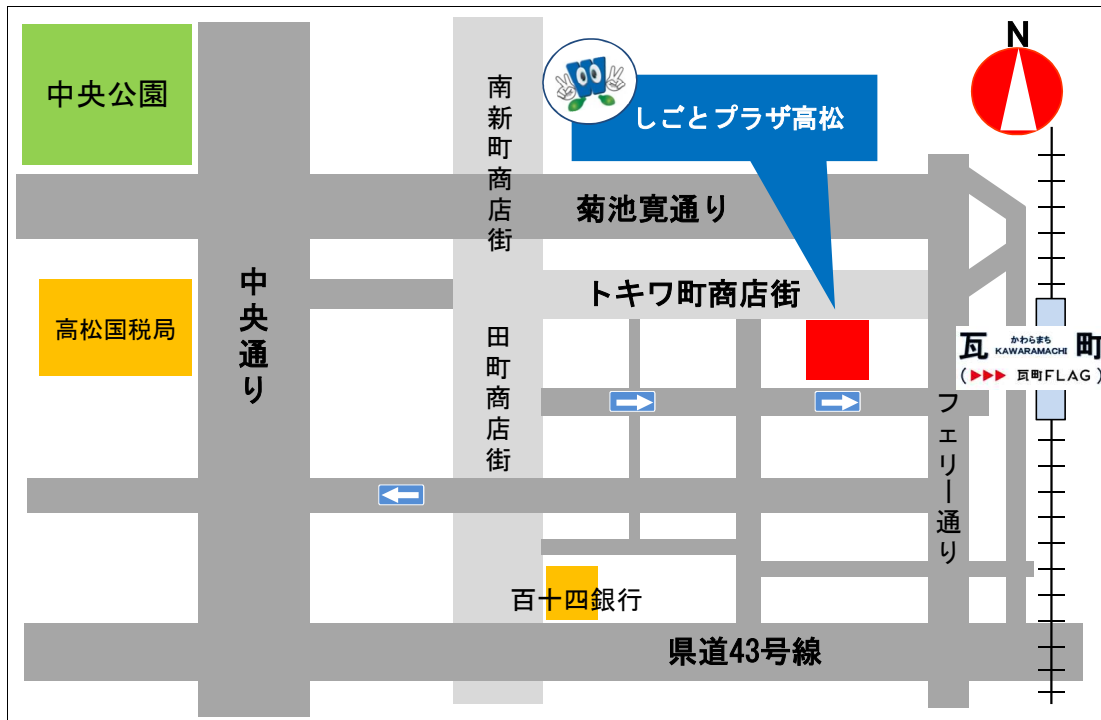 N
中央公園
南新町商店街
しごとプラザ高松
菊池寛通り
中央通り
トキワ町商店街
高松国税局
田町商店街
瓦町
かわらまち
KAWARAMACHI
(▶▶▶ 瓦町FLAG)
フェリー通り
百十四銀行
県道43号線